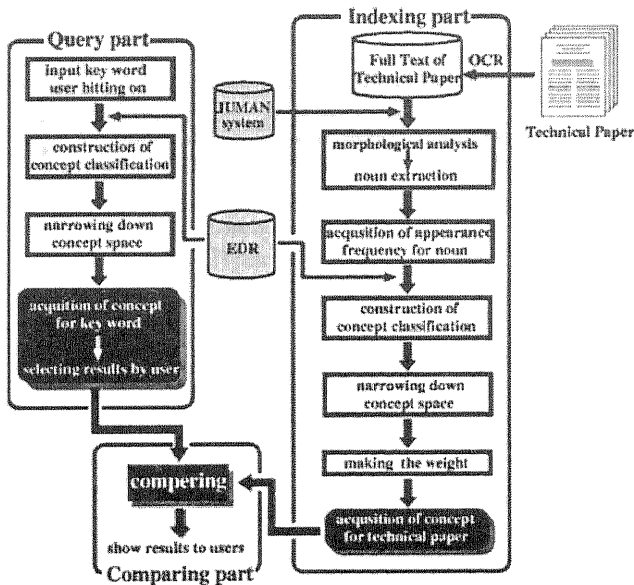 Query part
input key word
user hitting on
construction of
concept classification
narrowing down
concept space
acquition of concept
for key word
selecting results by user
JUMAN
system
EDR
Indexing part
Full Text of
Technical Paper
OCR
Technical Paper
morphological analysis
noun extraction
acqusition of appearance
frequency for noun
construction of
concept classification
narrowing down
concept space
making the weight
acqusition of concept
for technical paper
compering
show results to users
Comparing part